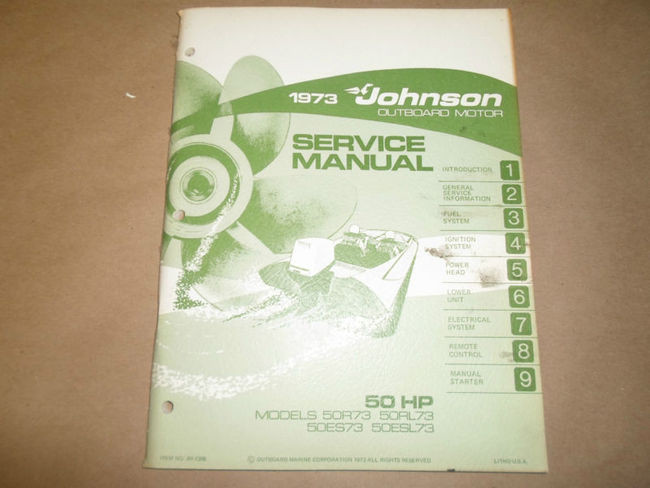 1973 Johnson
OUTBOARD MOTOR
SERVICE
MANUAL
INTRODUCTION 1
GENERAL
SERVICE
INFORMATION 2
FUEL
SYSTEM 3
IGNITION
SYSTEM 4
POWER
HEAD 5
LOWER
UNIT 6
ELECTRICAL
SYSTEM 7
REMOTE
CONTROL 8
MANUAL
STARTER 9
50 HP
MODELS 50R73 50RL73
50ES73 50ESL73
ITEM NO.
© OUTBOARD MARINE CORPORATION 1972 ALL RIGHTS RESERVED
LITHO U.S.A.